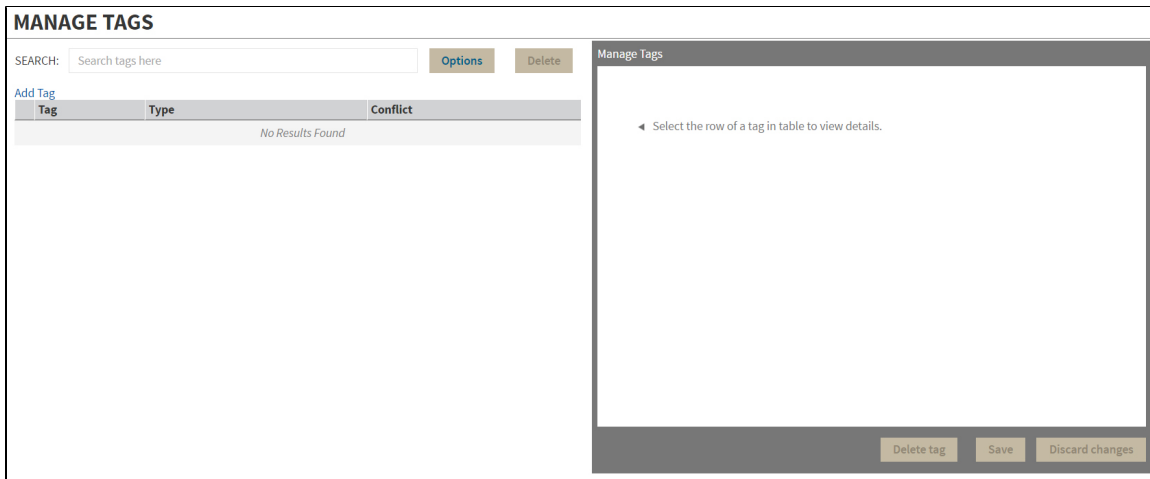 MANAGE TAGS
SEARCH: Search tags here Options Delete
Add Tag
Tag Type Conflict
No Results Found
Manage Tags
Select the row of a tag in table to view details.
Delete tag Save Discard changes